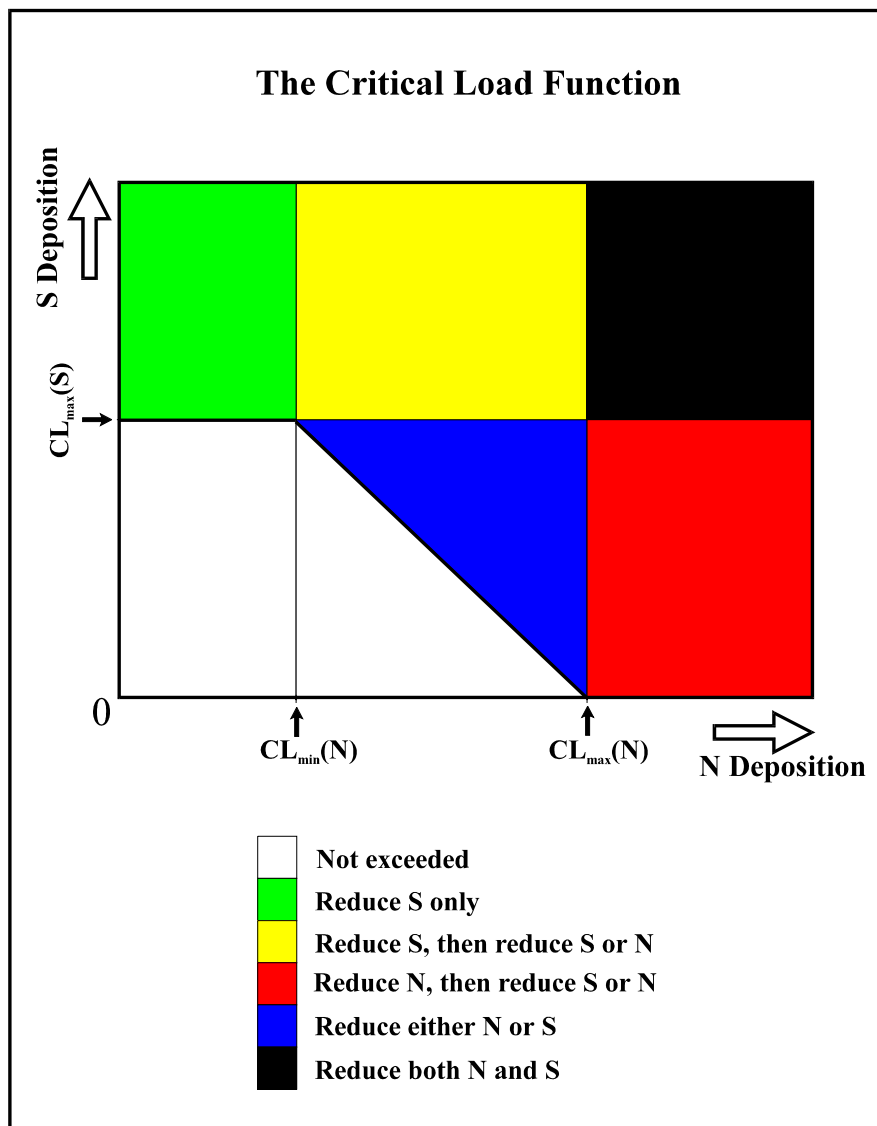 The Critical Load Function
S Deposition
CLmax(S)
0
CLmin(N)
CLmax(N)
N Deposition
Not exceeded
Reduce S only
Reduce S, then reduce S or N
Reduce N, then reduce S or N
Reduce either N or S
Reduce both N and S